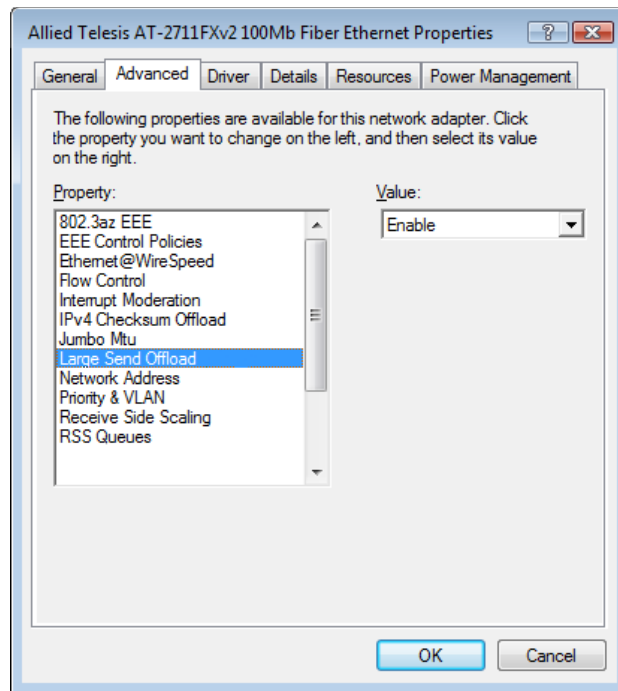 Allied Telesis AT-2711FXv2 100Mb Fiber Ethernet Properties
General Advanced Driver Details Resources Power Management
The following properties are available for this network adapter. Click
the property you want to change on the left, and then select its value
on the right.
Property: Value:
802.3az EEE Enable
EEE Control Policies
Ethernet@WireSpeed
Flow Control
Interrupt Moderation
IPv4 Checksum Offload
Jumbo Mtu
Large Send Offload
Network Address
Priority & VLAN
Receive Side Scaling
RSS Queues
OK Cancel